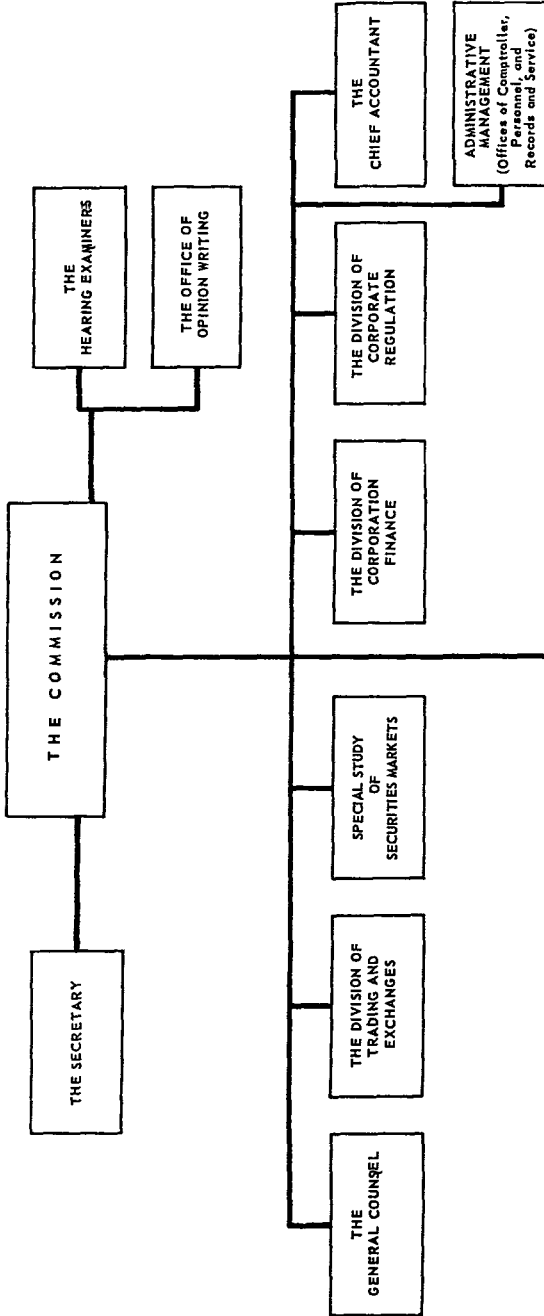 THE COMMISSION
THE SECRETARY
THE
HEARING EXAMINERS
THE OFFICE OF
OPINION WRITING
THE
GENERAL COUNSEL
THE DIVISION OF
TRADING AND
EXCHANGES
SPECIAL STUDY
OF
SECURITIES MARKETS
THE DIVISION OF
CORPORATION
FINANCE
THE DIVISION OF
CORPORATE
REGULATION
THE
CHIEF ACCOUNTANT
ADMINISTRATIVE
MANAGEMENT
(Offices of Comptroller,
Personnel, and
Records and Service)